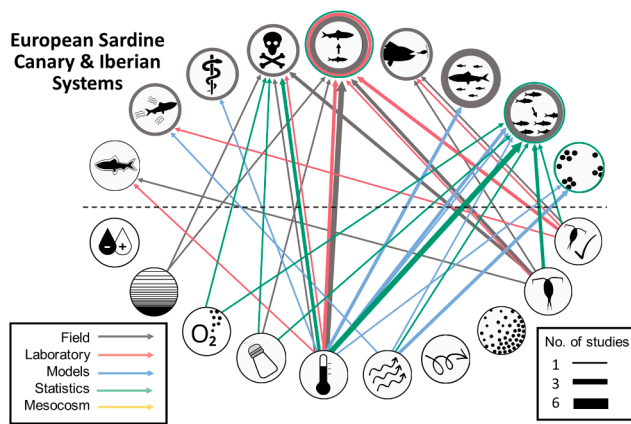 European Sardine
Canary & Iberian
Systems
- +
O2
Field
Laboratory
Models
Statistics
Mesocosm
No. of studies
1
3
6